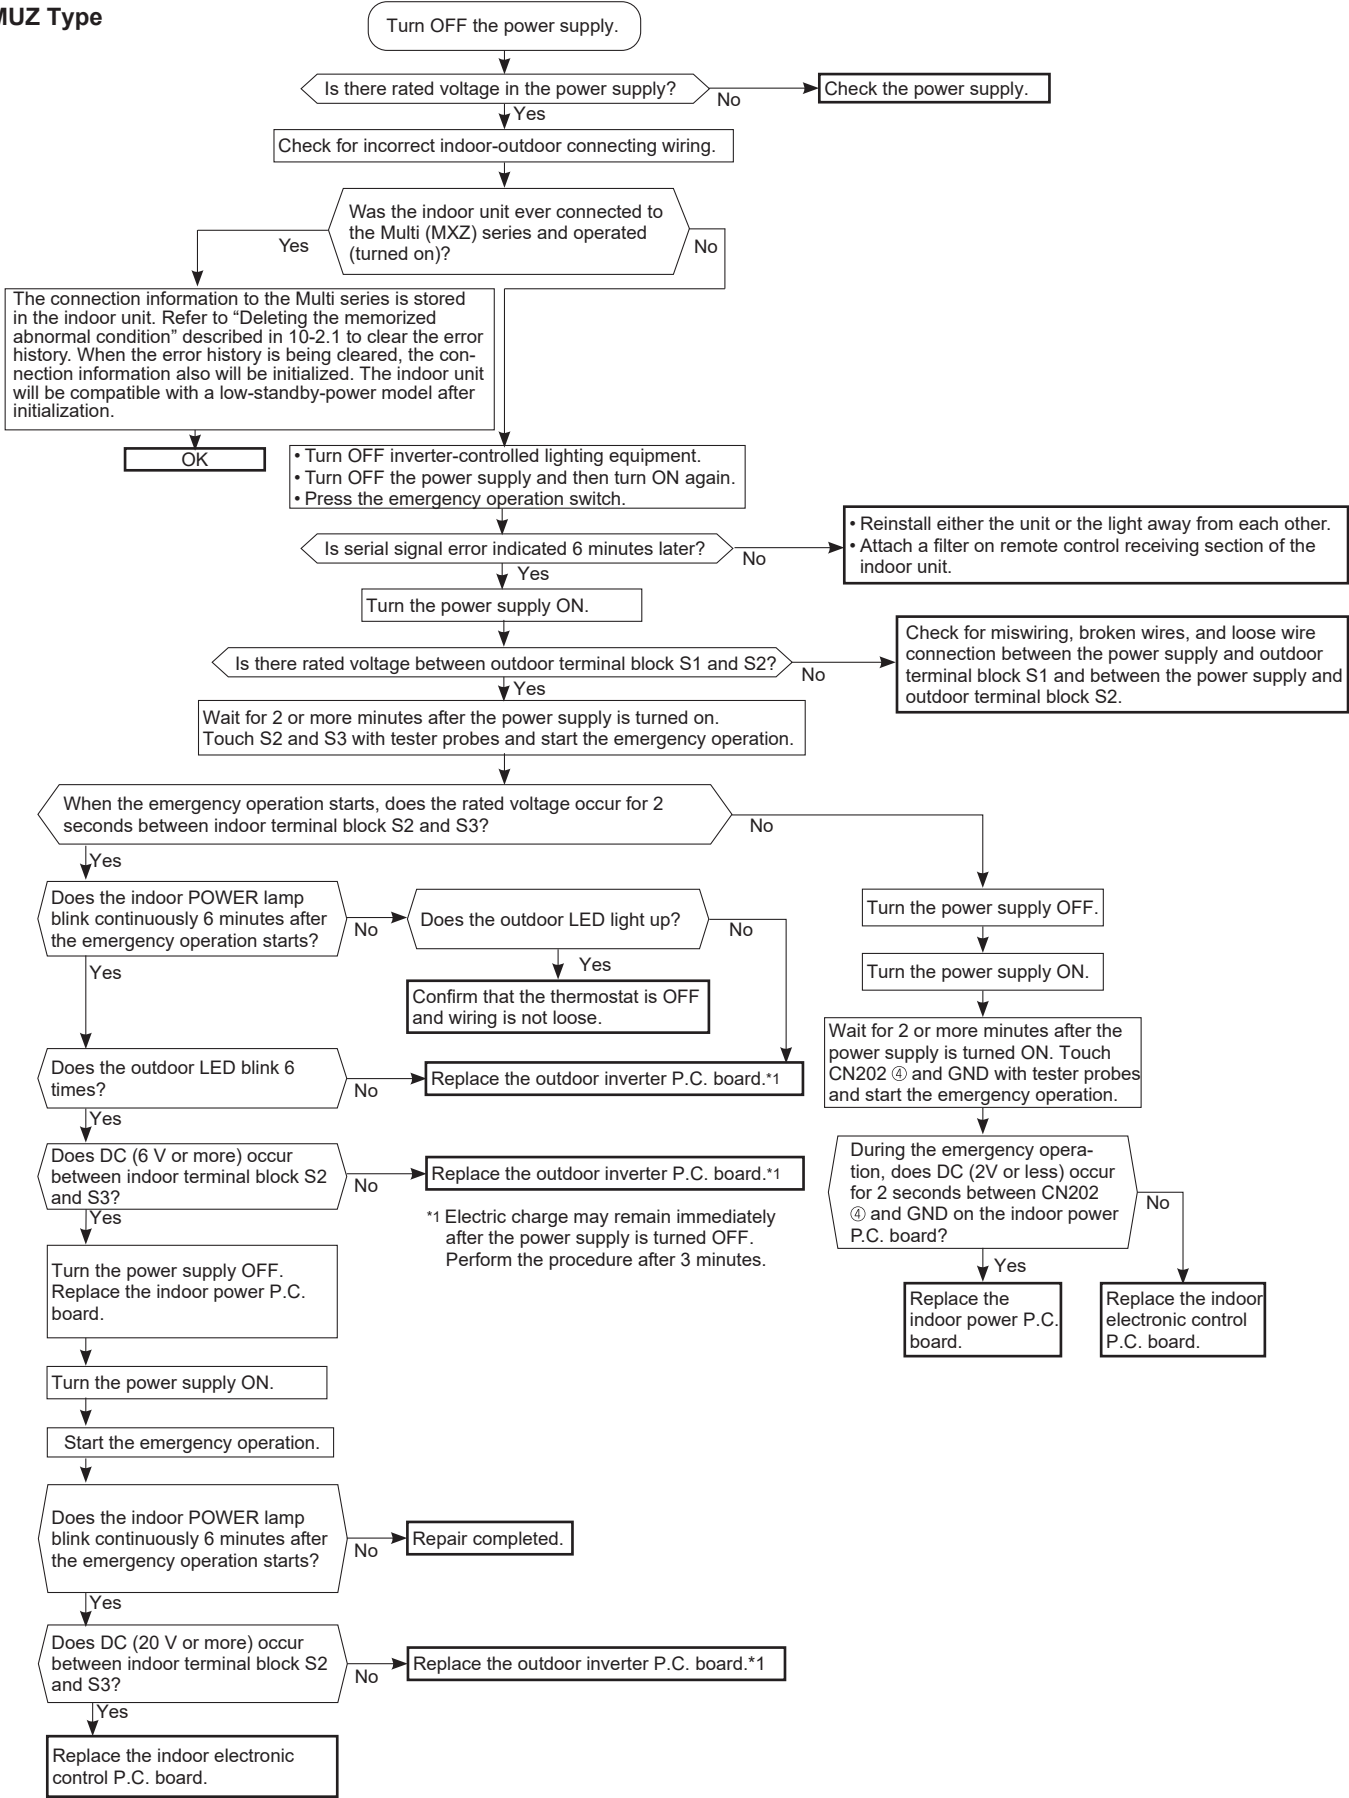 MUZ Type
Turn OFF the power supply.
Is there rated voltage in the power supply?
No
Check the power supply.
Yes
Check for incorrect indoor-outdoor connecting wiring.
Was the indoor unit ever connected to
the Multi (MXZ) series and operated
(turned on)?
Yes
No
The connection information to the Multi series is stored
in the indoor unit. Refer to “Deleting the memorized
abnormal condition” described in 10-2.1 to clear the error
history. When the error history is being cleared, the con-
nection information also will be initialized. The indoor unit
will be compatible with a low-standby-power model after
initialization.
OK
• Turn OFF inverter-controlled lighting equipment.
• Turn OFF the power supply and then turn ON again.
• Press the emergency operation switch.
Is serial signal error indicated 6 minutes later?
No
• Reinstall either the unit or the light away from each other.
• Attach a filter on remote control receiving section of the
indoor unit.
Yes
Turn the power supply ON.
Is there rated voltage between outdoor terminal block S1 and S2?
No
Check for miswiring, broken wires, and loose wire
connection between the power supply and outdoor
terminal block S1 and between the power supply and
outdoor terminal block S2.
Yes
Wait for 2 or more minutes after the power supply is turned on.
Touch S2 and S3 with tester probes and start the emergency operation.
When the emergency operation starts, does the rated voltage occur for 2
seconds between indoor terminal block S2 and S3?
No
Yes
Does the indoor POWER lamp
blink continuously 6 minutes after
the emergency operation starts?
No
Does the outdoor LED light up?
No
Yes
Confirm that the thermostat is OFF
and wiring is not loose.
Yes
Does the outdoor LED blink 6
times?
No
Replace the outdoor inverter P.C. board.*1
Yes
Does DC (6 V or more) occur
between indoor terminal block S2
and S3?
No
Replace the outdoor inverter P.C. board.*1
*1 Electric charge may remain immediately
after the power supply is turned OFF.
Perform the procedure after 3 minutes.
Yes
Turn the power supply OFF.
Replace the indoor power P.C.
board.
Turn the power supply ON.
Start the emergency operation.
Does the indoor POWER lamp
blink continuously 6 minutes after
the emergency operation starts?
No
Repair completed.
Yes
Does DC (20 V or more) occur
between indoor terminal block S2
and S3?
No
Replace the outdoor inverter P.C. board.*1
Yes
Replace the indoor electronic
control P.C. board.
Turn the power supply OFF.
Turn the power supply ON.
Wait for 2 or more minutes after the
power supply is turned ON. Touch
CN202 ④ and GND with tester probes
and start the emergency operation.
During the emergency opera-
tion, does DC (2V or less) occur
for 2 seconds between CN202
④ and GND on the indoor power
P.C. board?
No
Yes
Replace the
indoor power P.C.
board.
Replace the indoor
electronic control
P.C. board.